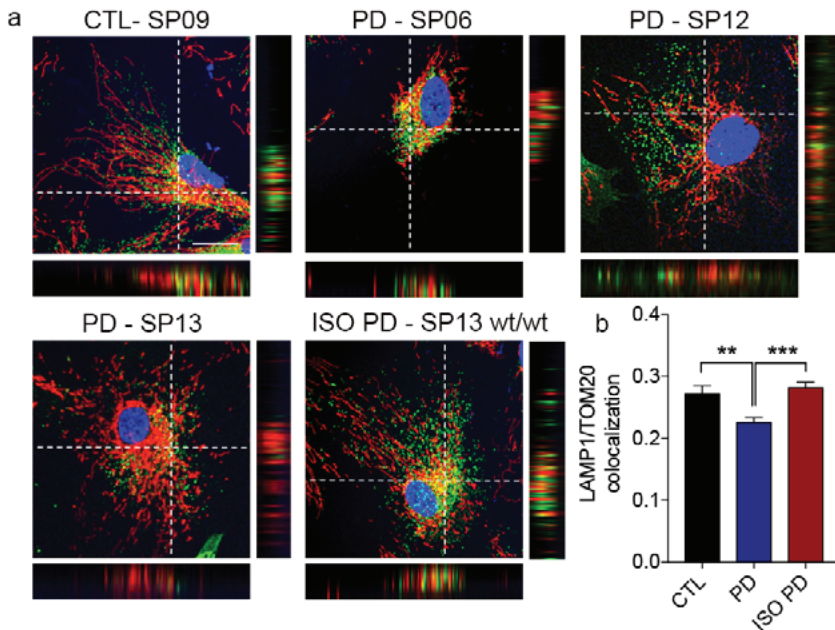 a
CTL- SP09
PD - SP06
PD - SP12
PD - SP13
ISO PD - SP13 wt/wt
b
LAMP1/TOM20
colocalization
0.4
0.3
0.2
0.1
0.0
**
***
CTL
PD
ISO PD